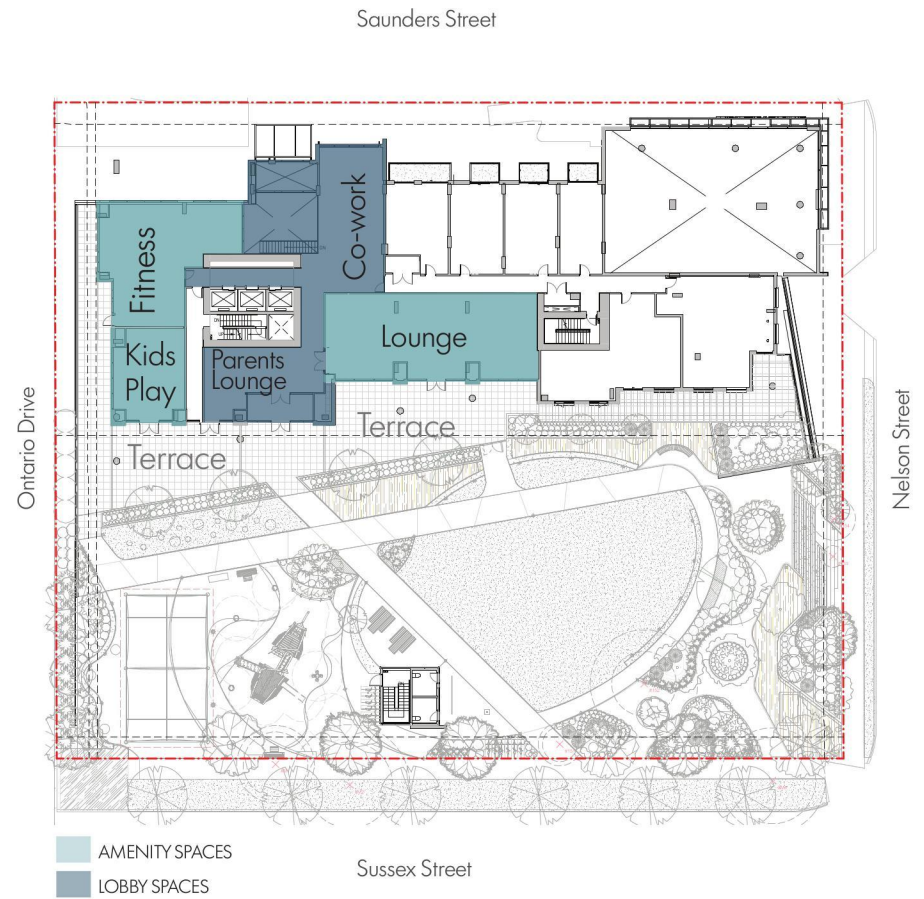 Saunders Street
Fitness
Co-work
Lounge
Kids
Play
Parents
Lounge
Terrace
Terrace
Ontario Drive
Nelson Street
AMENITY SPACES
LOBBY SPACES
Sussex Street